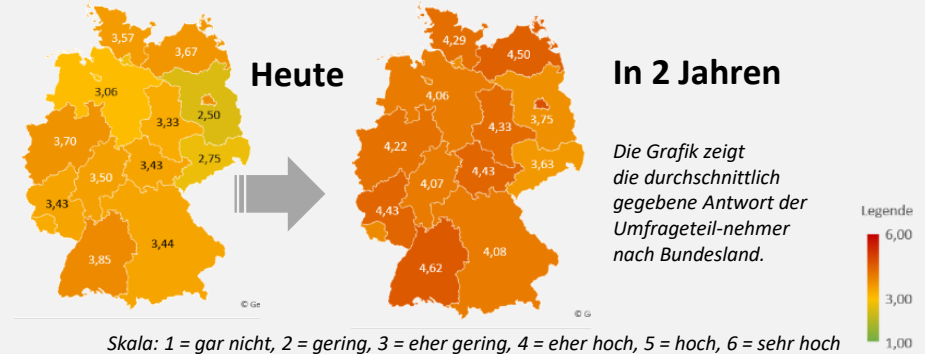 Heute
3,57
3,67
3,06
2,50
3,33
3,70
2,75
3,43
3,50
3,43
3,44
3,85
© Ge
In 2 Jahren
4,29
4,50
4,06
3,75
4,33
4,22
3,63
4,43
4,07
4,43
4,08
4,62
© G
Die Grafik zeigt
die durchschnittlich
gegebene Antwort der
Umfrageteil-nehmer
nach Bundesland.
Legende
6,00
3,00
1,00
Skala: 1 = gar nicht, 2 = gering, 3 = eher gering, 4 = eher hoch, 5 = hoch, 6 = sehr hoch